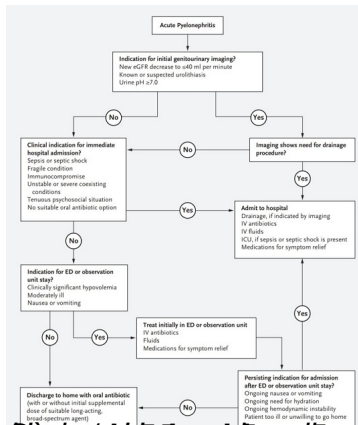 Acute Pyelonephritis
Indication for initial genitourinary imaging?
New eGFR decrease to ≤40 ml per minute
Known or suspected urolithiasis
Urine pH ≥7.0
No
Yes
Clinical indication for immediate
hospital admission?
Sepsis or septic shock
Fragile condition
Immunocompromise
Unstable or severe coexisting
conditions
Tenuous psychosocial situation
No suitable oral antibiotic option
No
Imaging shows need for drainage
procedure?
Yes
Yes
Admit to hospital
Drainage, if indicated by imaging
IV antibiotics
IV fluids
ICU, if sepsis or septic shock is present
Medications for symptom relief
No
Indication for ED or observation
unit stay?
Clinically significant hypovolemia
Moderately ill
Nausea or vomiting
Yes
No
Yes
Treat initially in ED or observation unit
IV antibiotics
Fluids
Medications for symptom relief
Discharge to home with oral antibiotic
(with or without initial supplemental
dose of suitable long-acting,
broad-spectrum agent)
No
Persisting indication for admission
after ED or observation unit stay?
Ongoing nausea or vomiting
Ongoing need for hydration
Ongoing hemodynamic instability
Patient too ill or unwilling to go home